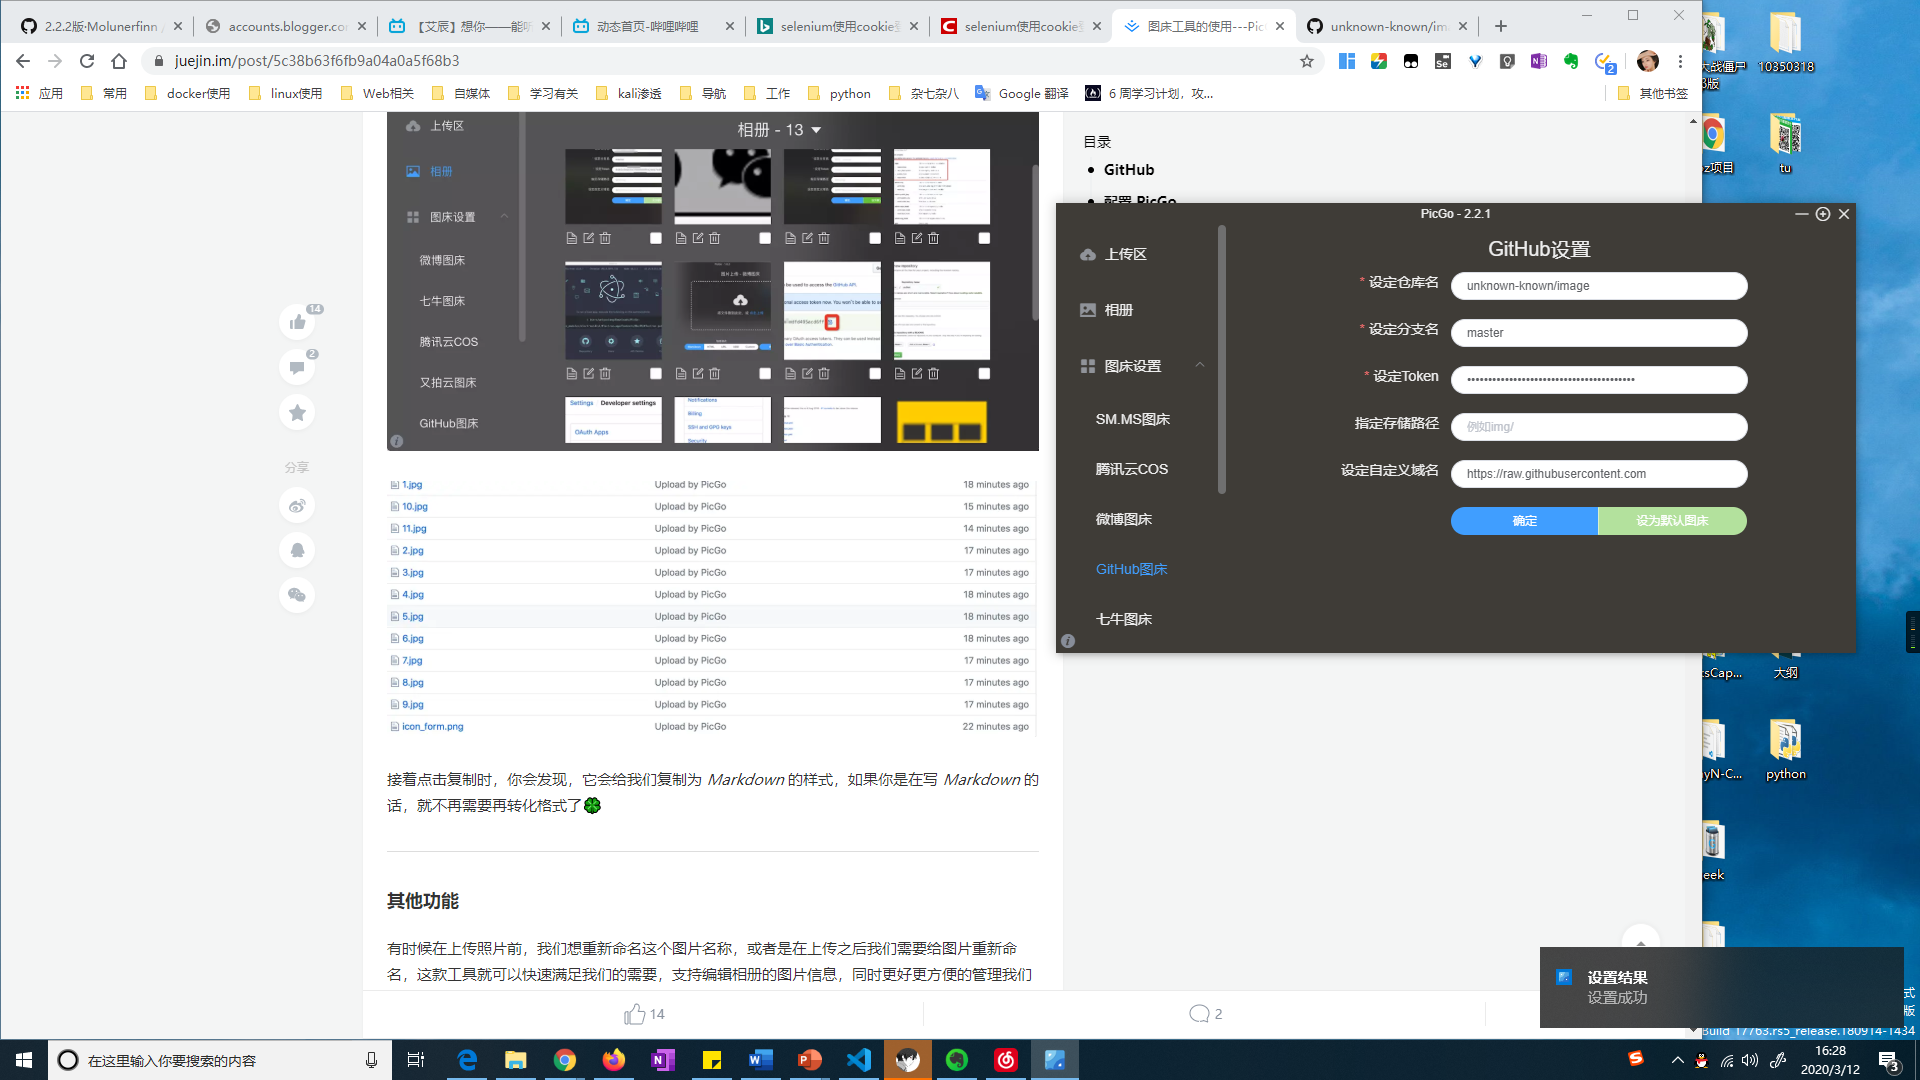 2.2.2版·Molunerfinn
accounts.blogger.co
【艾辰】想你——能听
动态首页-哔哩哔哩
selenium使用cookie
selenium使用cookie
图床工具的使用---Pic
unknown-known/im
juejin.im/post/5c38b63f6fb9a04a0a5f68b3
应用
常用
docker使用
linux使用
Web相关
自媒体
学习有关
kali渗透
导航
工作
python
杂七杂八
Google 翻译
6 周学习计划，攻...
其他书签
上传区
相册
图床设置
微博图床
七牛图床
腾讯云COS
又拍云图床
GitHub图床
相册 - 13
Settings Developer settings
OAuth Apps
Notifications
Billing
SSH and GPG keys
Security
14
2
分享
1.jpg Upload by PicGo 18 minutes ago
10.jpg Upload by PicGo 15 minutes ago
11.jpg Upload by PicGo 14 minutes ago
2.jpg Upload by PicGo 17 minutes ago
3.jpg Upload by PicGo 17 minutes ago
4.jpg Upload by PicGo 18 minutes ago
5.jpg Upload by PicGo 18 minutes ago
6.jpg Upload by PicGo 18 minutes ago
7.jpg Upload by PicGo 17 minutes ago
8.jpg Upload by PicGo 17 minutes ago
9.jpg Upload by PicGo 17 minutes ago
icon_form.png Upload by PicGo 22 minutes ago
接着点击复制时，你会发现，它会给我们复制为 Markdown 的样式，如果你是在写 Markdown 的
话，就不再需要再转化格式了
其他功能
有时候在上传照片前，我们想重新命名这个图片名称，或者是在上传之后我们需要给图片重新命
名，这款工具就可以快速满足我们的需要，支持编辑相册的图片信息，同时更好更方便的管理我们
14
2
目录
GitHub
配置 PicGo
PicGo - 2.2.1
上传区
相册
图床设置
SM.MS图床
腾讯云COS
微博图床
GitHub图床
七牛图床
GitHub设置
* 设定仓库名 unknown-known/image
* 设定分支名 master
* 设定Token
指定存储路径 例如img/
设定自定义域名 https://raw.githubusercontent.com
确定
设为默认图床
大战僵尸
10350318
tu
大纲
python
设置结果
设置成功
Build 17763.rs5_release.180914-1434
在这里输入你要搜索的内容
16:28
2020/3/12
3